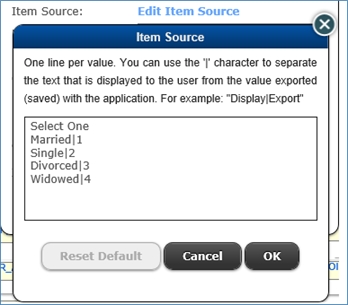 Item Source:
Edit Item Source
Item Source
One line per value. You can use the '|' character to separate
the text that is displayed to the user from the value exported
(saved) with the application. For example: "Display|Export"
Select One
Married|1
Single|2
Divorced|3
Widowed|4
Reset Default
Cancel
OK